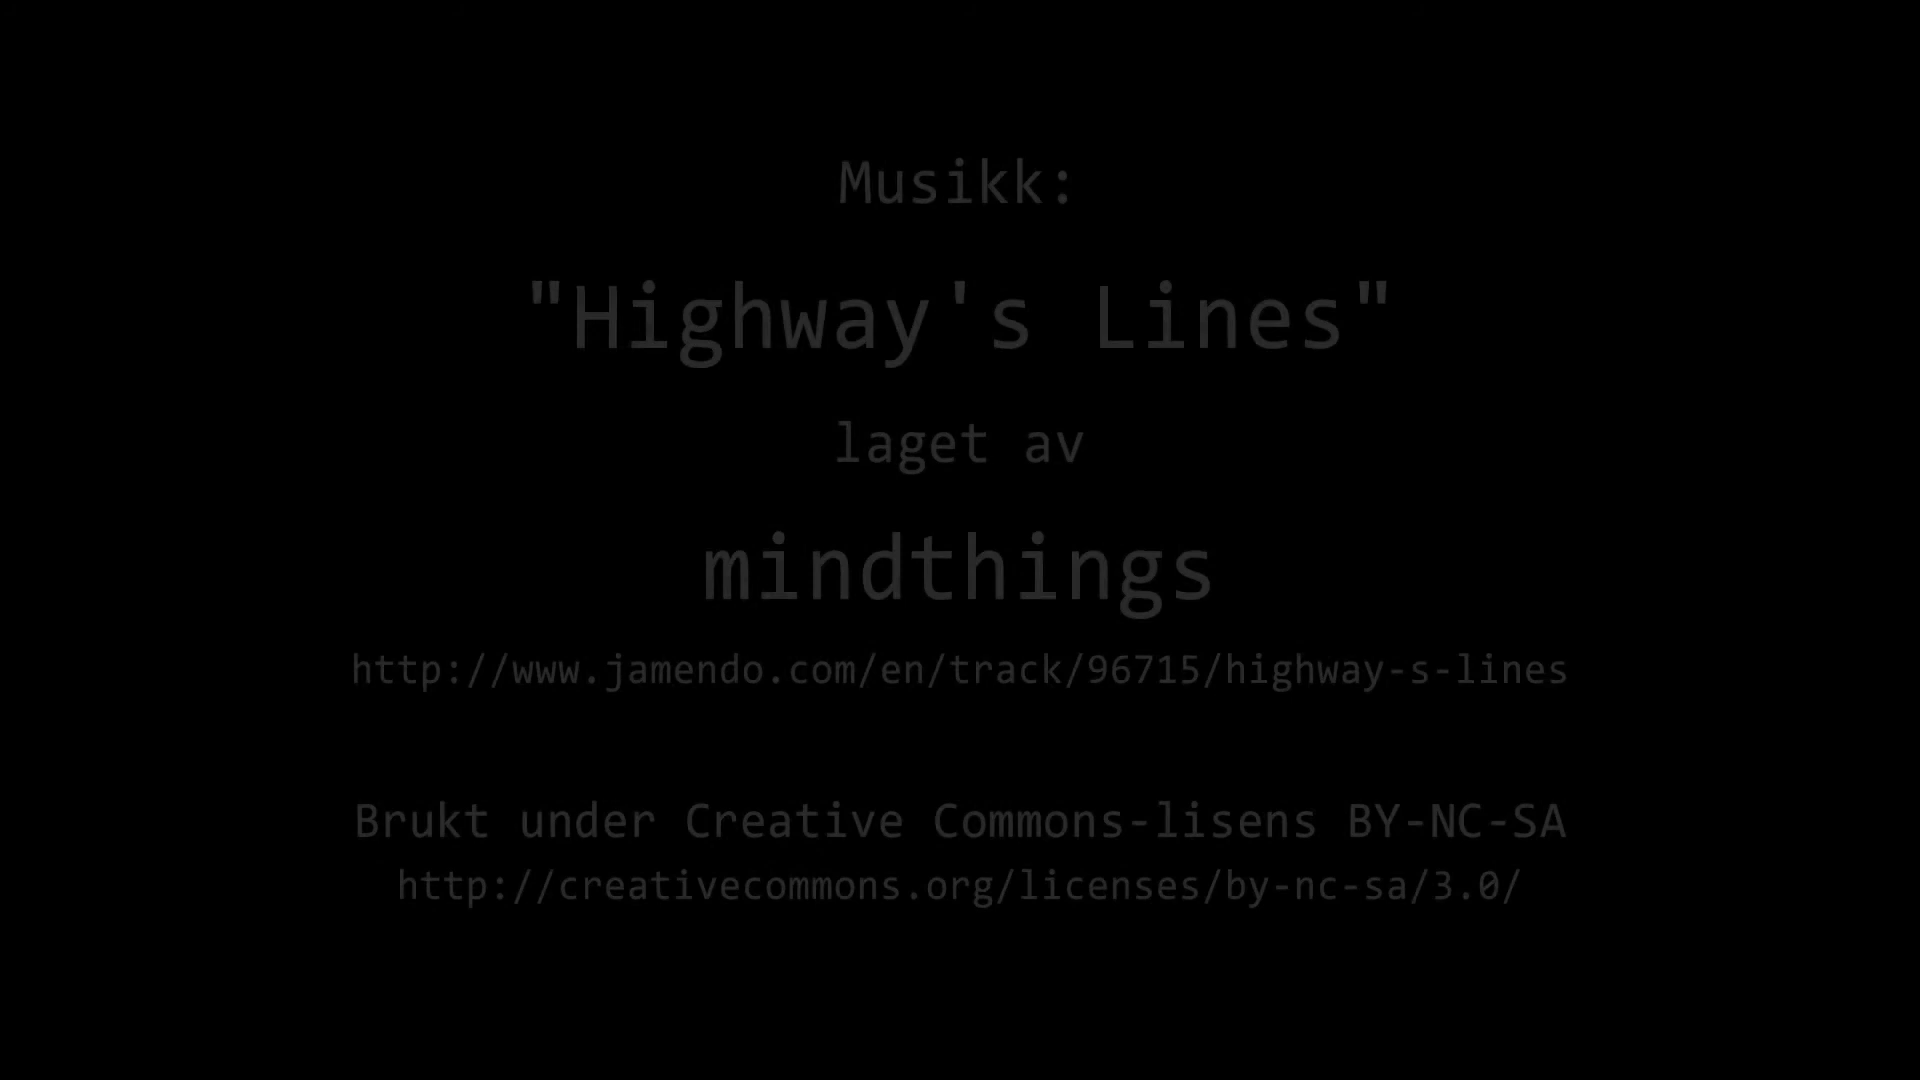 Musikk:
"Highway's Lines"
laget av
mindthings
http://www.jamendo.com/en/track/96715/highway-s-lines
Brukt under Creative Commons-lisens BY-NC-SA
http://creativecommons.org/licenses/by-nc-sa/3.0/